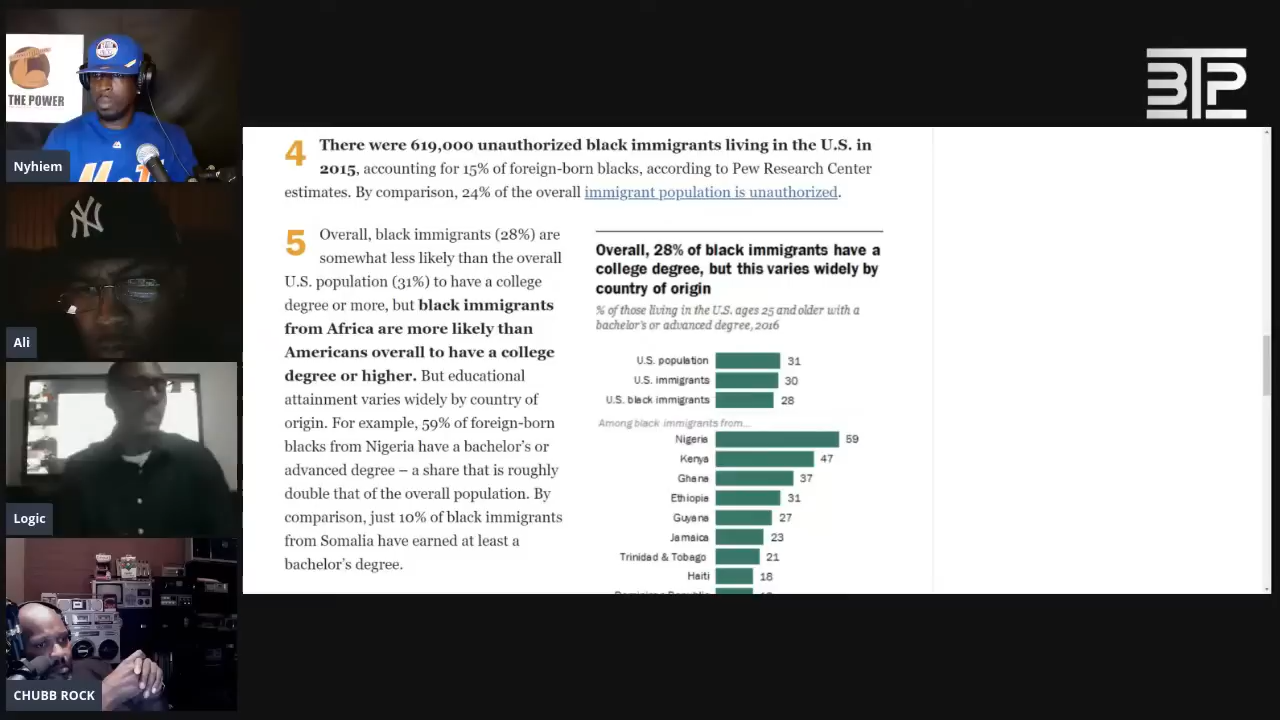 THE POWER
Nyhiem
Ali
Logic
CHUBB ROCK
BTP
4 There were 619,000 unauthorized black immigrants living in the U.S. in
2015, accounting for 15% of foreign-born blacks, according to Pew Research Center
estimates. By comparison, 24% of the overall immigrant population is unauthorized.
5 Overall, black immigrants (28%) are
somewhat less likely than the overall
U.S. population (31%) to have a college
degree or more, but black immigrants
from Africa are more likely than
Americans overall to have a college
degree or higher. But educational
attainment varies widely by country of
origin. For example, 59% of foreign-born
blacks from Nigeria have a bachelor's or
advanced degree – a share that is roughly
double that of the overall population. By
comparison, just 10% of black immigrants
from Somalia have earned at least a
bachelor's degree.
Overall, 28% of black immigrants have a
college degree, but this varies widely by
country of origin
% of those living in the U.S. ages 25 and older with a
bachelor's or advanced degree, 2016
U.S. population 31
U.S. immigrants 30
U.S. black immigrants 28
Among black immigrants from...
Nigeria 59
Kenya 47
Ghana 37
Ethiopia 31
Guyana 27
Jamaica 23
Trinidad & Tobago 21
Haiti 18